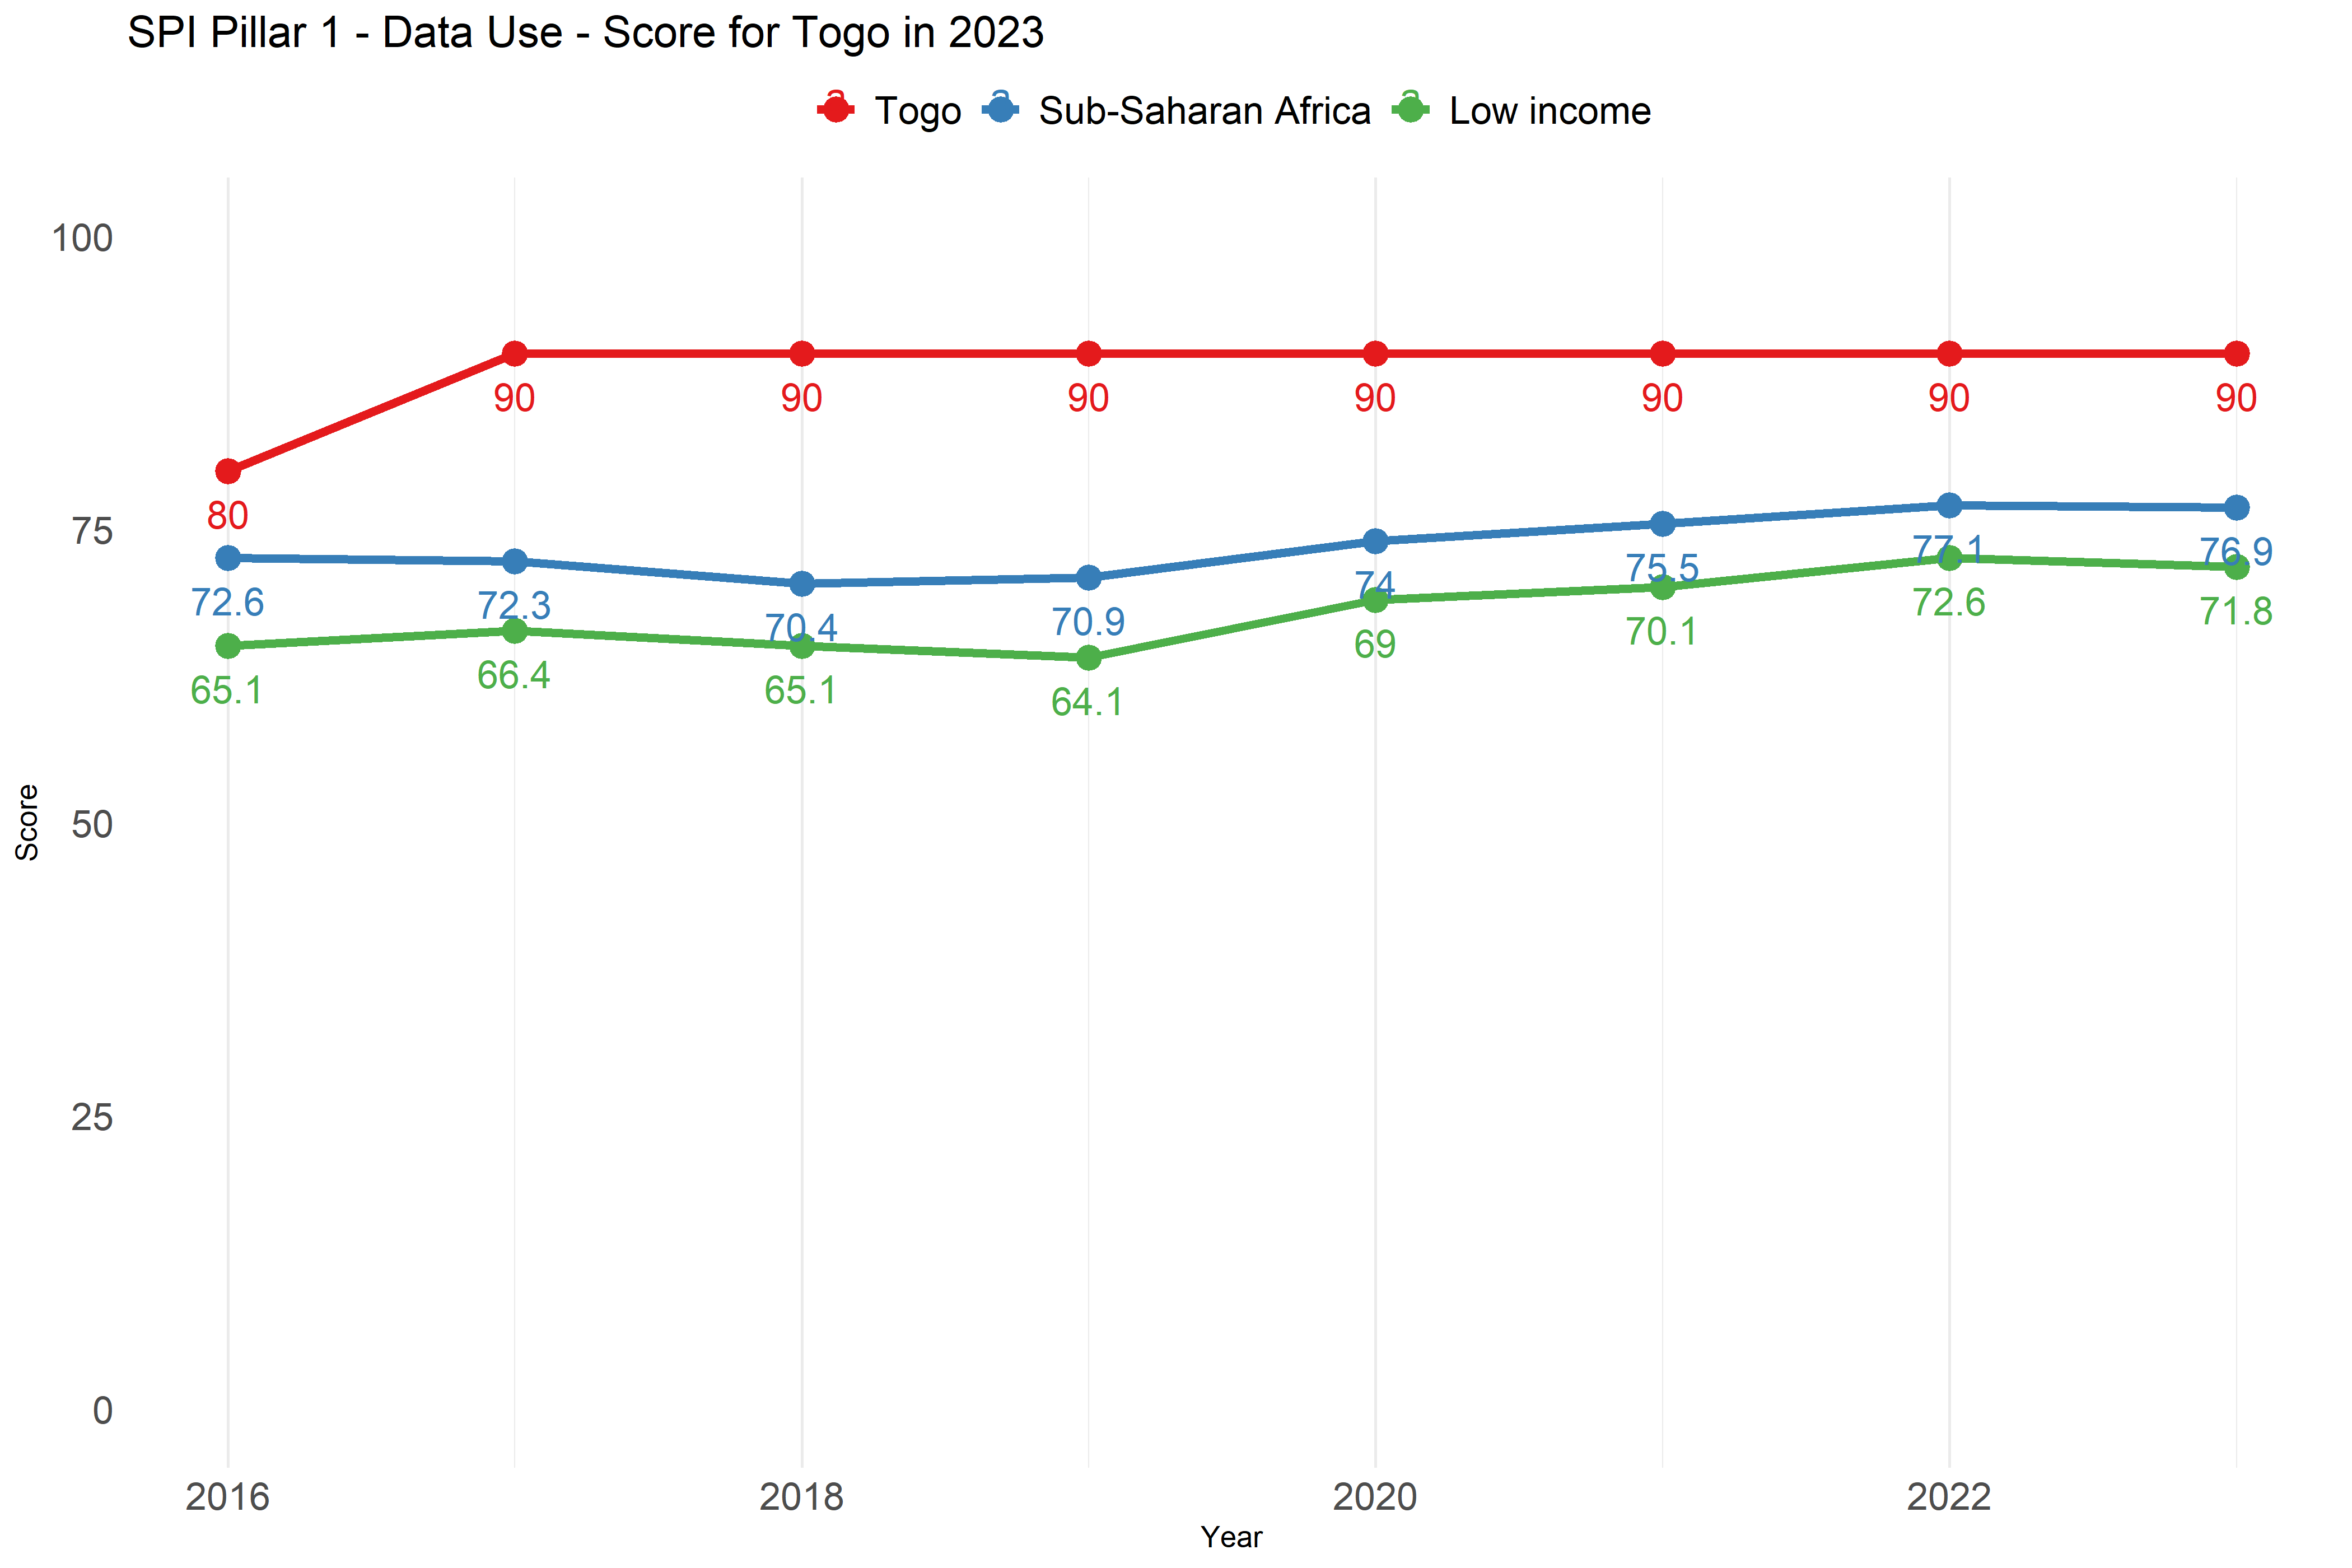 SPI Pillar 1 - Data Use - Score for Togo in 2023
a Togo a Sub-Saharan Africa a Low income
100
90 90 90 90 90 90 90
80
75
77.1 76.9
75.5
74
72.6 72.3 70.4 70.9
72.6 71.8
69 70.1
65.1 66.4 65.1 64.1
Score
50
25
0
2016 2018 2020 2022
Year